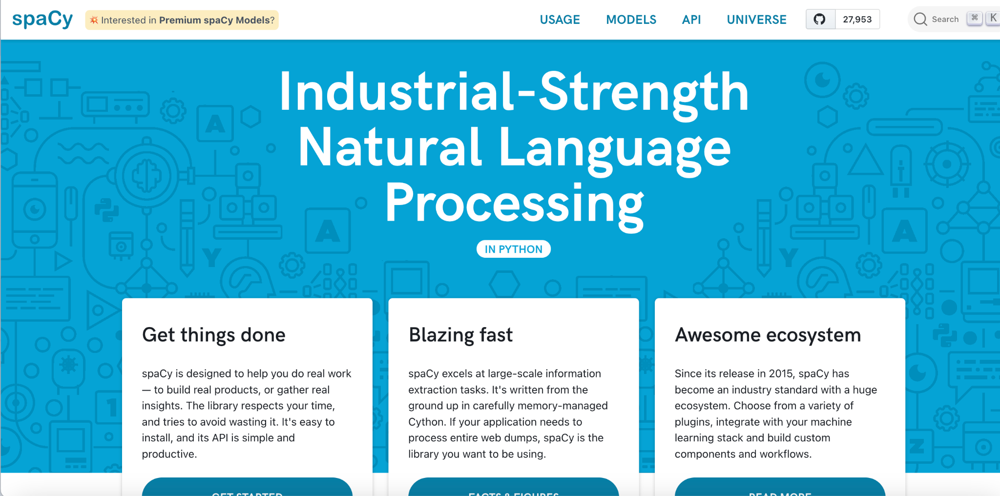 spaCy
💥 Interested in Premium spaCy Models?
USAGE
MODELS
API
UNIVERSE
27,953
Search
⌘
K
Industrial-Strength
Natural Language
Processing
IN PYTHON
A
A
Y
1
A
Y
Z
Get things done
spaCy is designed to help you do real work
— to build real products, or gather real
insights. The library respects your time,
and tries to avoid wasting it. It's easy to
install, and its API is simple and
productive.
GET STARTED
Blazing fast
spaCy excels at large-scale information
extraction tasks. It's written from the
ground up in carefully memory-managed
Cython. If your application needs to
process entire web dumps, spaCy is the
library you want to be using.
FACTS & FIGURES
Awesome ecosystem
Since its release in 2015, spaCy has
become an industry standard with a huge
ecosystem. Choose from a variety of
plugins, integrate with your machine
learning stack and build custom
components and workflows.
READ MORE